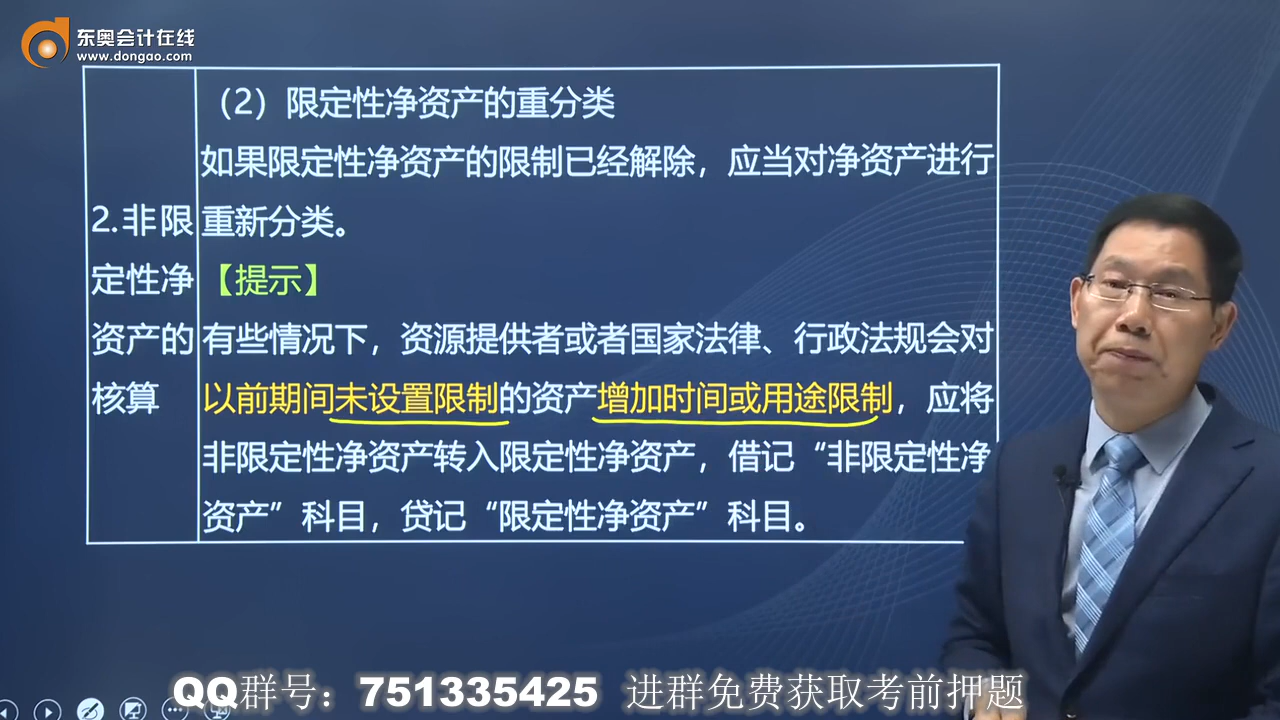 东奥会计在线
www.dongao.com
（2）限定性净资产的重分类
如果限定性净资产的限制已经解除，应当对净资产进行
重新分类。
2.非限
定性净
资产的
核算
【提示】
有些情况下，资源提供者或者国家法律、行政法规会对
以前期间未设置限制的资产增加时间或用途限制，应将
非限定性净资产转入限定性净资产，借记“非限定性净
资产”科目，贷记“限定性净资产”科目。
QQ群号：751335425 进群免费获取考前押题